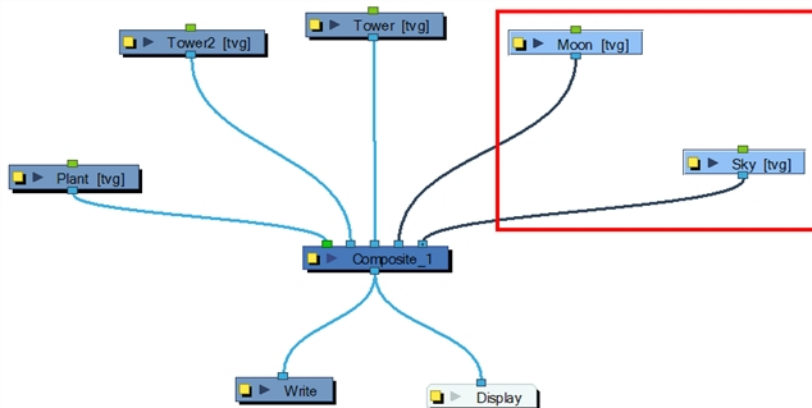 Tower [tvg]
Tower2 [tvg]
Moon [tvg]
Plant [tvg]
Sky [tvg]
Composite_1
Write
Display